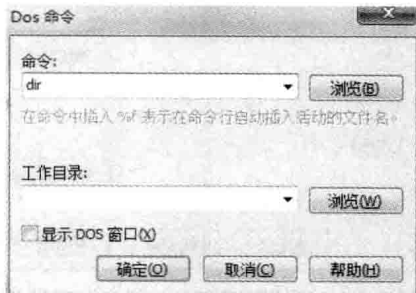 Dos 命令
命令:
dir
浏览(B)
在命令中插入 %f 表示在命令行自动插入活动的文件名。
工作目录:
浏览(W)
显示 DOS 窗口(X)
确定(O) 取消(C) 帮助(H)